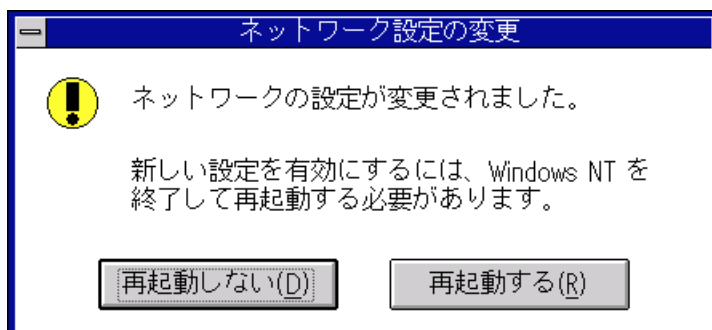 ネットワーク設定の変更
ネットワークの設定が変更されました。
新しい設定を有効にするには、Windows NT を
終了して再起動する必要があります。
再起動しない(D) 再起動する(R)